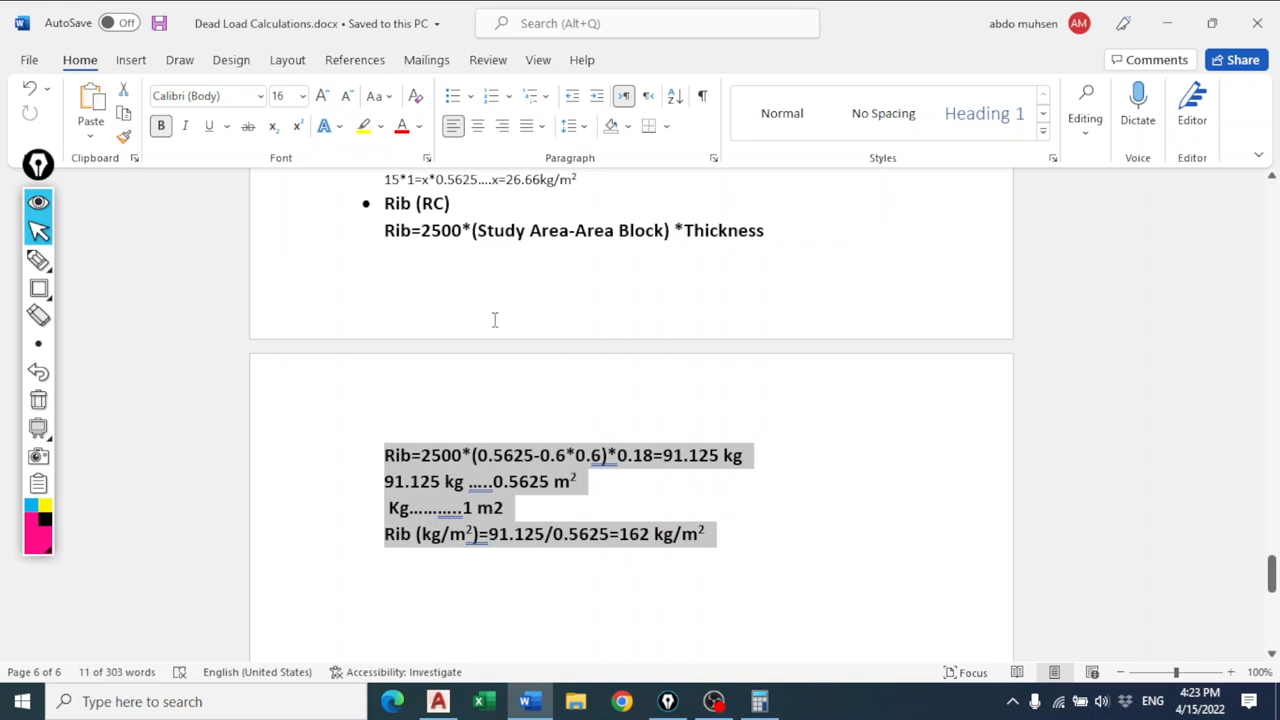 AutoSave Off Dead Load Calculations.docx • Saved to this PC Search (Alt+Q) abdo muhsen AM
File Home Insert Draw Design Layout References Mailings Review View Help Comments Share
Calibri (Body) 16 Aa
Paste B I U ab x2 x2 A A Normal No Spacing Heading 1 Editing Dictate Editor
Clipboard Font Paragraph Styles Voice Editor
15*1=x*0.5625....x=26.66kg/m²
• Rib (RC)
Rib=2500*(Study Area-Area Block) *Thickness
Rib=2500*(0.5625-0.6*0.6)*0.18=91.125 kg
91.125 kg …..0.5625 m²
Kg………..1 m2
Rib (kg/m²)=91.125/0.5625=162 kg/m²
Page 6 of 6 11 of 303 words English (United States) Accessibility: Investigate Focus 100%
Type here to search ENG 4:23 PM
4/15/2022